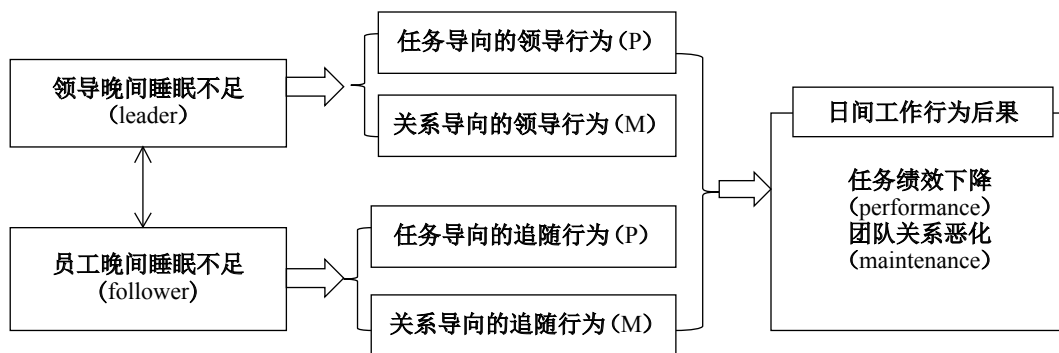 领导晚间睡眠不足
(leader)
任务导向的领导行为(P)
关系导向的领导行为(M)
员工晚间睡眠不足
(follower)
任务导向的追随行为(P)
关系导向的追随行为(M)
日间工作行为后果
任务绩效下降
(performance)
团队关系恶化
(maintenance)